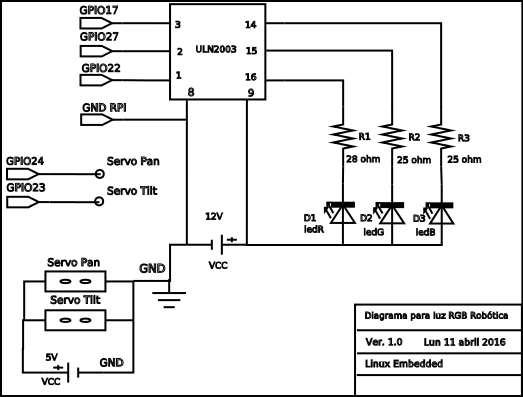 GPIO17
GPIO27
GPIO22
GND RPI
3
2
1
ULN2003
14
15
16
8
9
GPIO24
Servo Pan
GPIO23
Servo Tilt
R1
28 ohm
R2
25 ohm
R3
25 ohm
D1
ledR
D2
ledG
D3
ledB
12V
+
VCC
GND
Servo Pan
Servo Tilt
5V
+
VCC
GND
Diagrama para luz RGB Robótica
Ver. 1.0 Lun 11 abril 2016
Linux Embedded